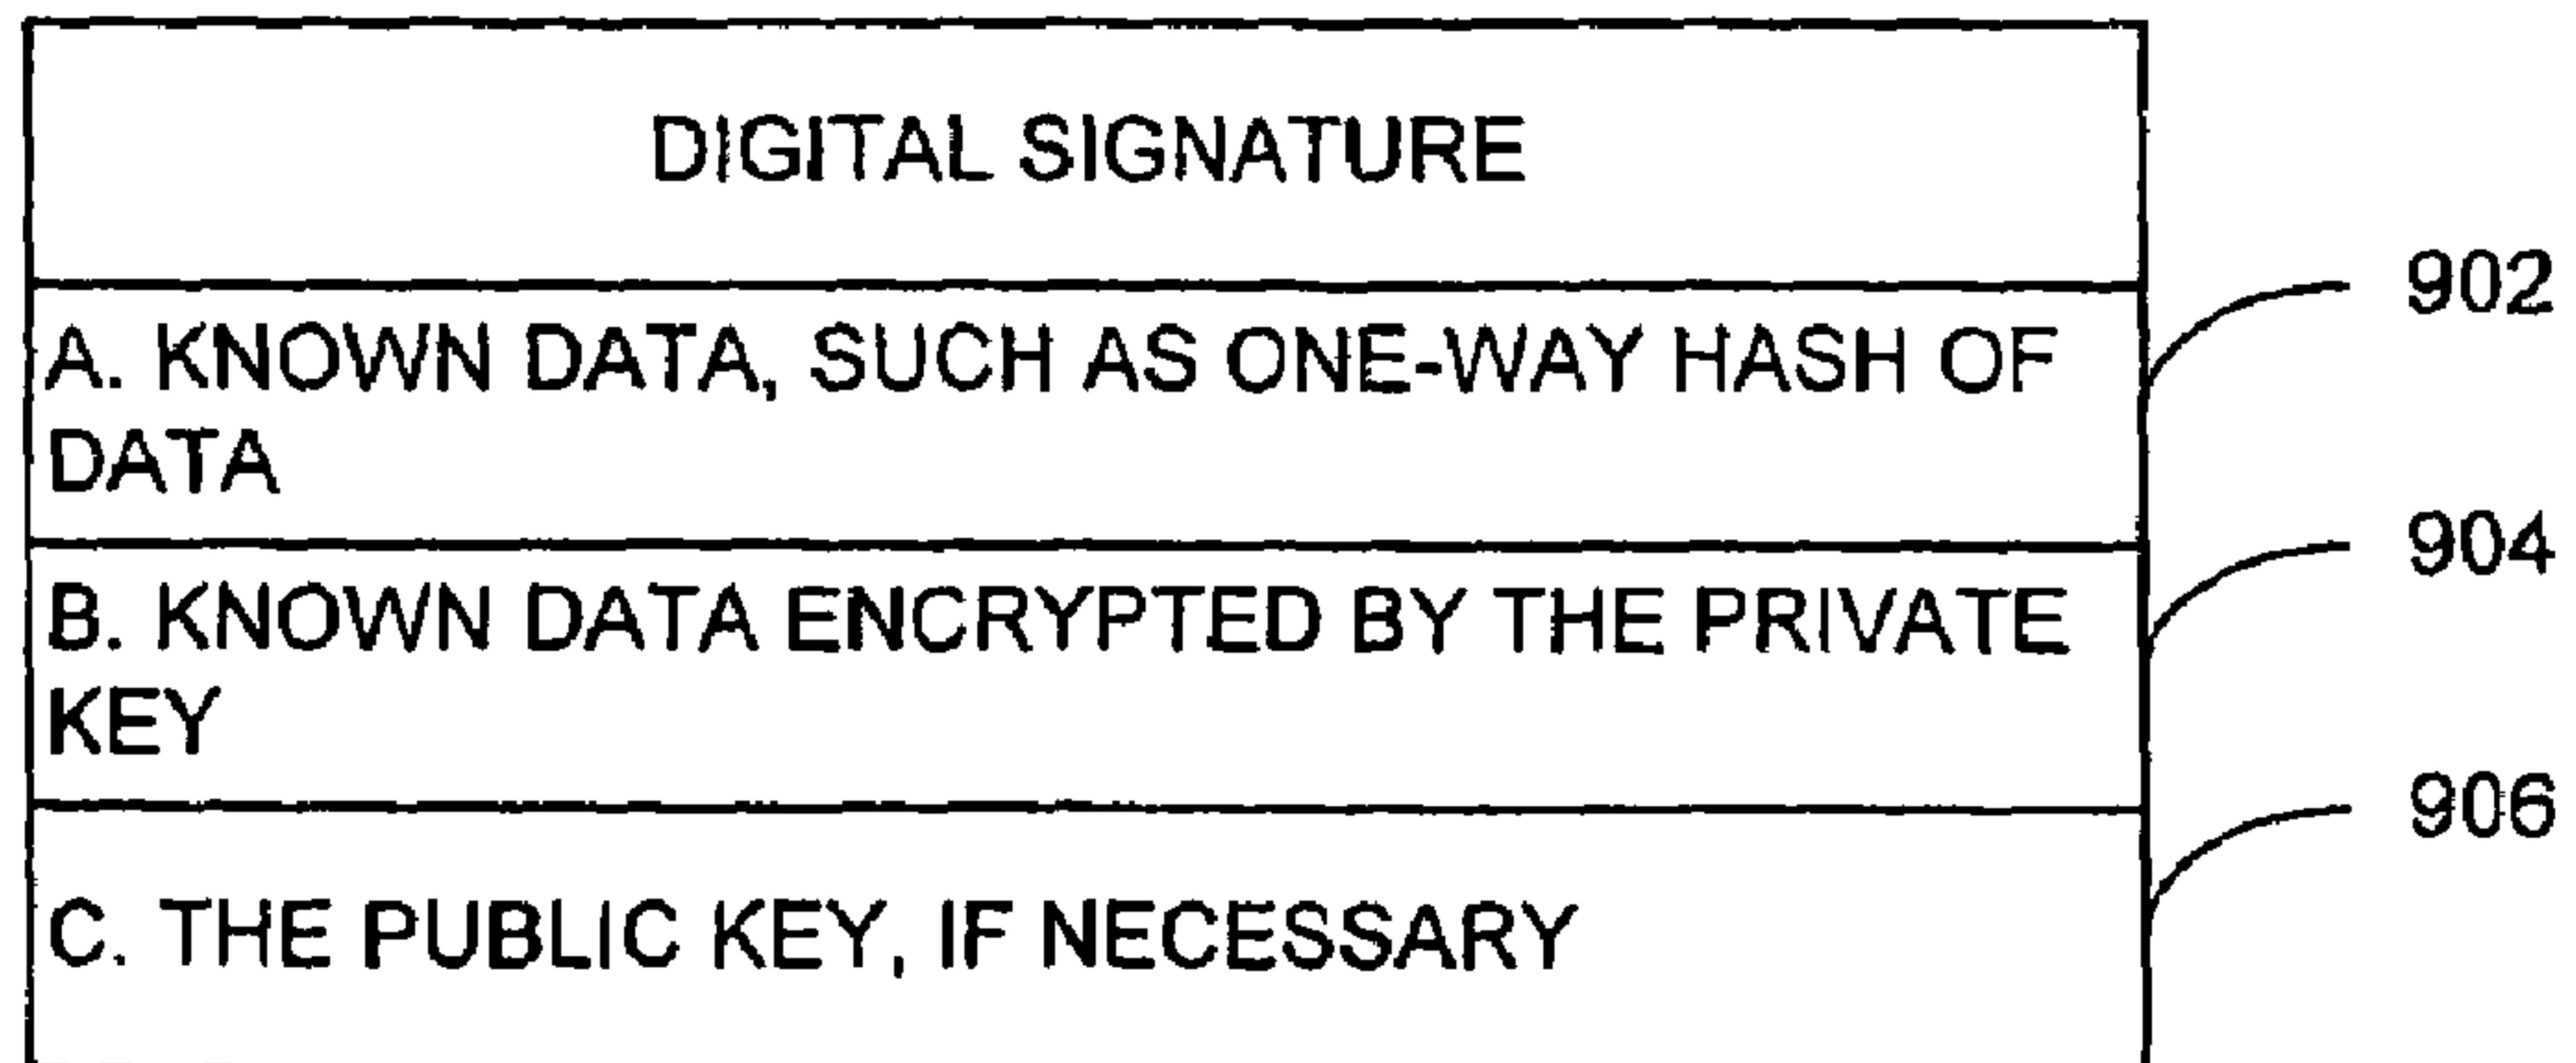 DIGITAL SIGNATURE
902
A. KNOWN DATA, SUCH AS ONE-WAY HASH OF
DATA
904
B. KNOWN DATA ENCRYPTED BY THE PRIVATE
KEY
906
C. THE PUBLIC KEY, IF NECESSARY